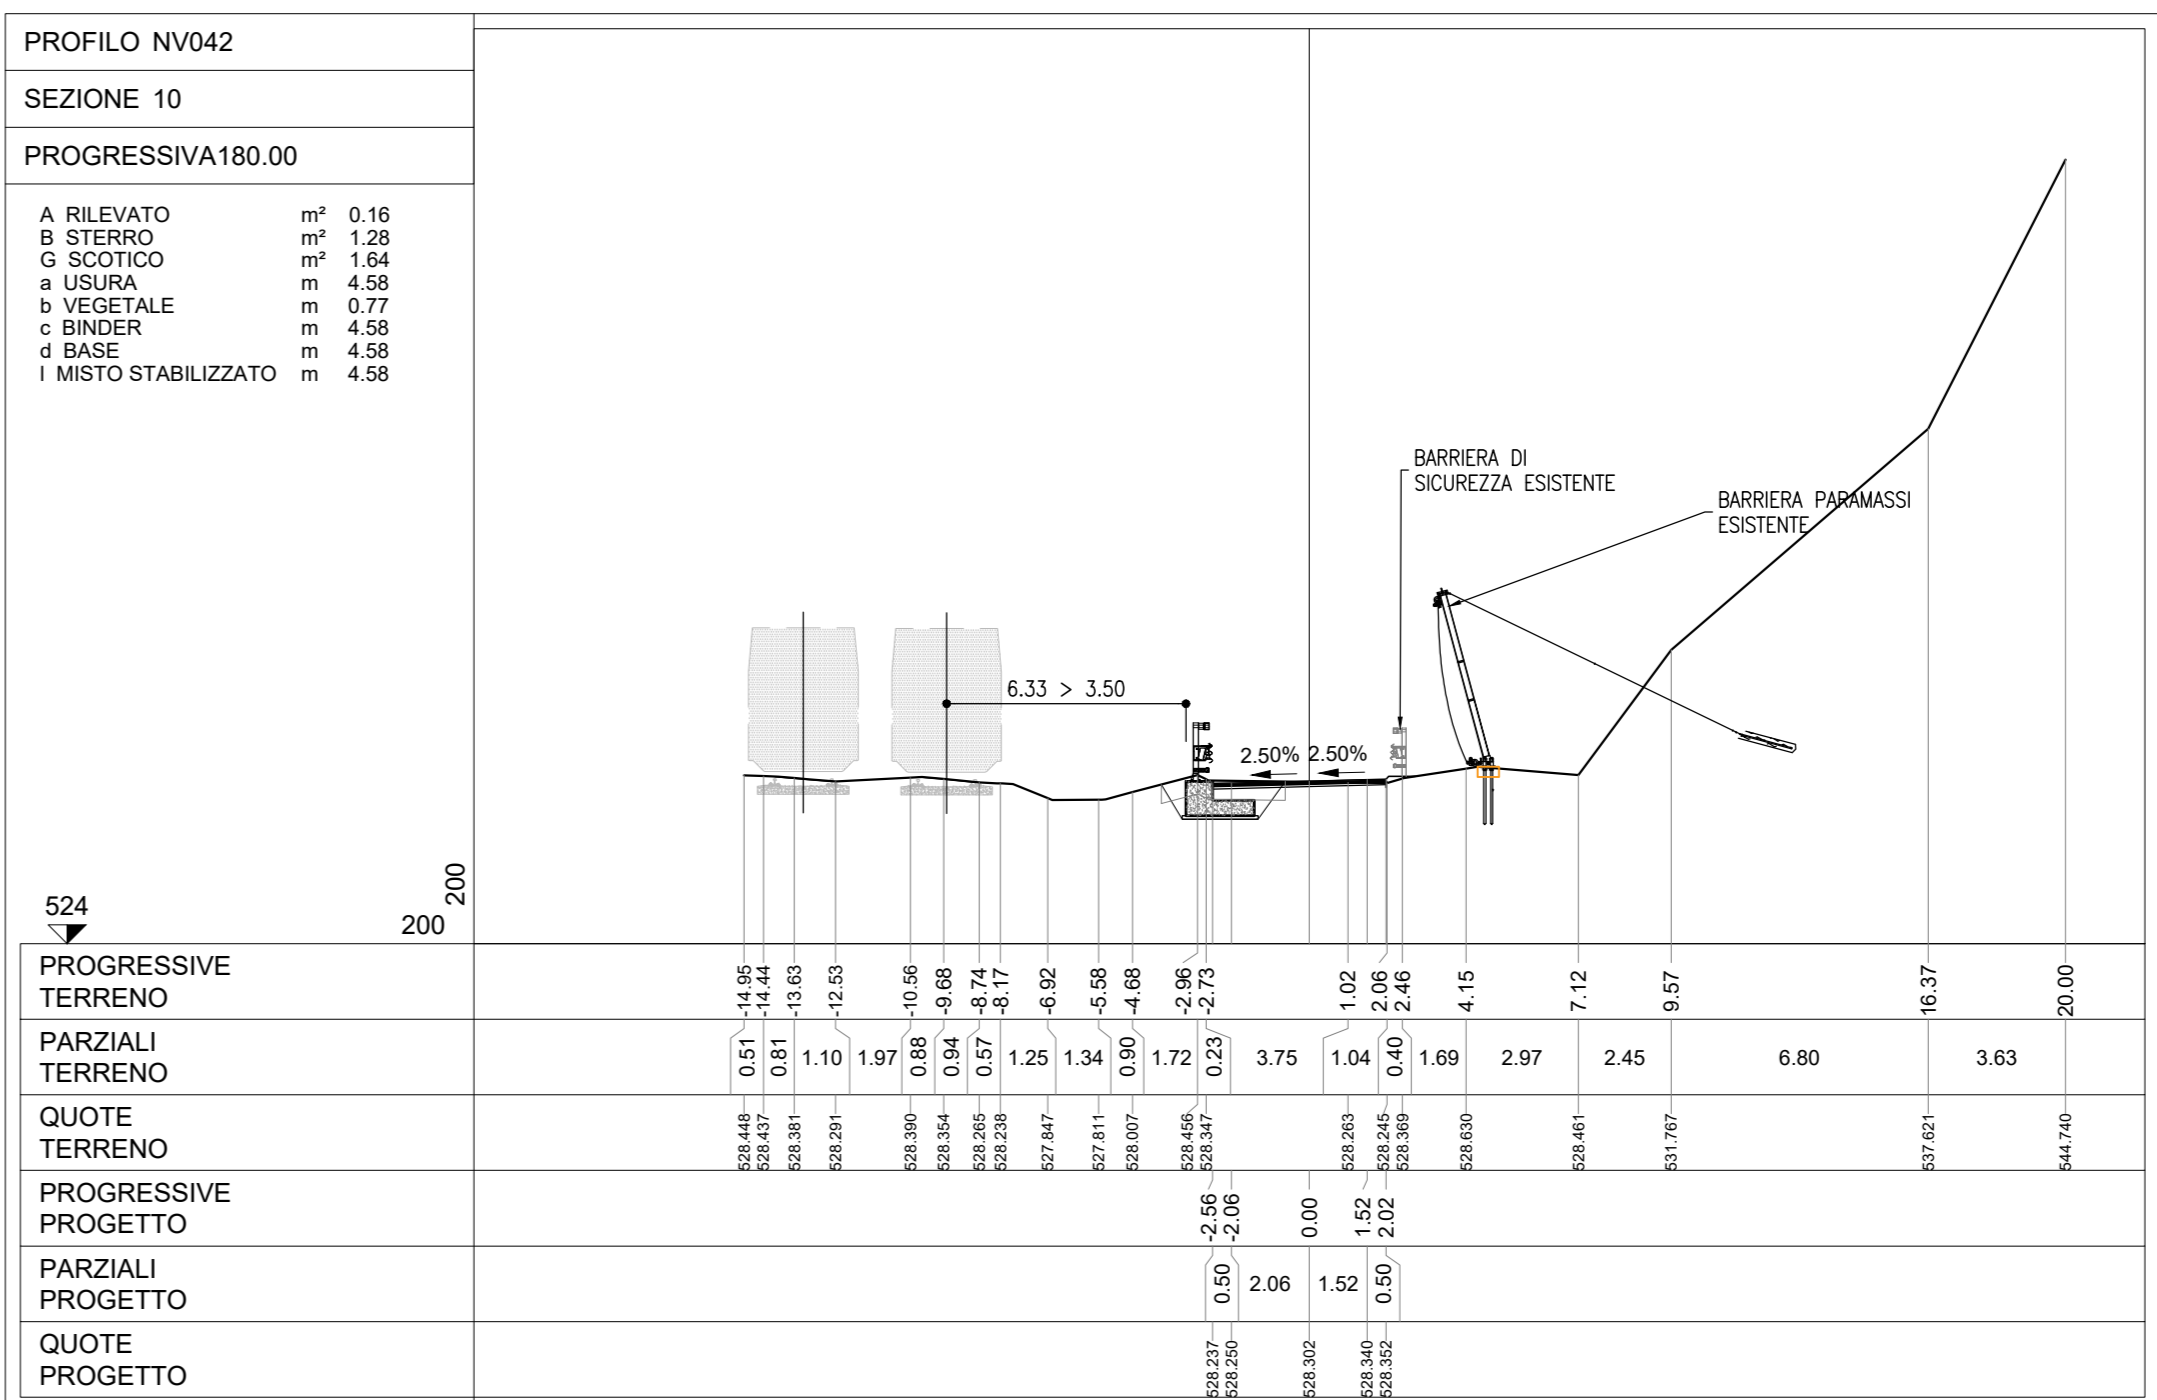 PROFILO NV042
SEZIONE 10
PROGRESSIVA180.00
A RILEVATO m² 0.16
B STERRO m² 1.28
G SCOTICO m² 1.64
a USURA m 4.58
b VEGETALE m 0.77
c BINDER m 4.58
d BASE m 4.58
I MISTO STABILIZZATO m 4.58
BARRIERA DI
SICUREZZA ESISTENTE
BARRIERA PARAMASSI
ESISTENTE
6.33 > 3.50
2.50% 2.50%
524
200
200
PROGRESSIVE
TERRENO
-14.95 -14.44 -13.63 -12.53 -10.56 -9.68 -8.74 -8.17 -6.92 -5.58 -4.68 -2.96 -2.73 1.02 2.06 2.46 4.15 7.12 9.57 16.37 20.00
PARZIALI
TERRENO
0.51 0.81 1.10 1.97 0.88 0.94 0.57 1.25 1.34 0.90 1.72 0.23 3.75 1.04 0.40 1.69 2.97 2.45 6.80 3.63
QUOTE
TERRENO
528.448 528.437 528.381 528.291 528.390 528.354 528.265 528.238 527.847 527.811 528.007 528.456 528.347 528.263 528.245 528.369 528.630 528.461 531.767 537.621 544.740
PROGRESSIVE
PROGETTO
-2.56 -2.06 0.00 1.52 2.02
PARZIALI
PROGETTO
0.50 2.06 1.52 0.50
QUOTE
PROGETTO
528.237 528.250 528.302 528.340 528.352